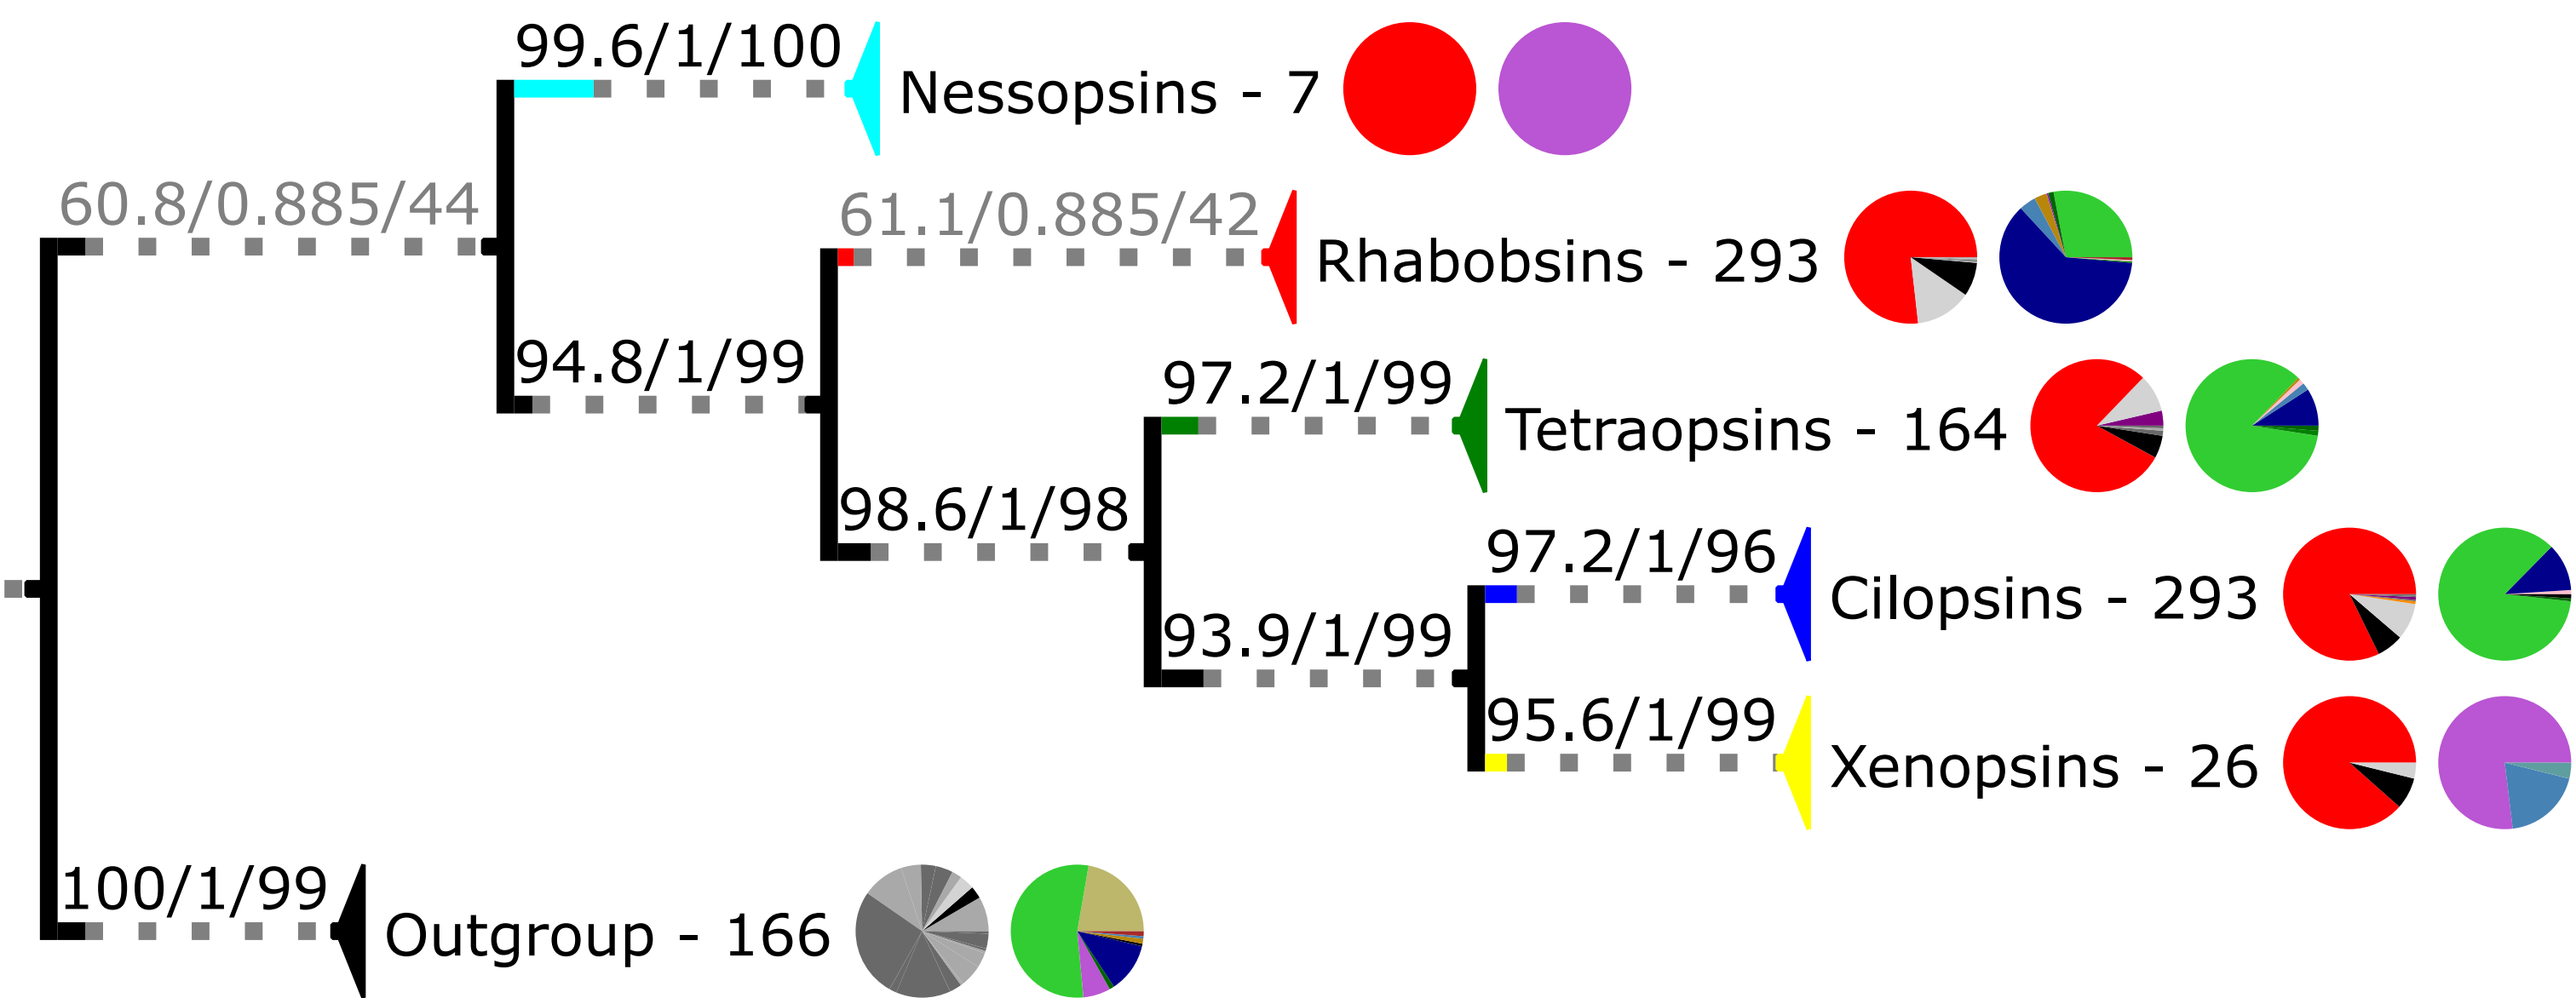 99.6/1/100
Nessopsins - 7
60.8/0.885/44
61.1/0.885/42
Rhabobsins - 293
94.8/1/99
97.2/1/99
Tetraopsins - 164
98.6/1/98
97.2/1/96
Cilopsins - 293
93.9/1/99
95.6/1/99
Xenopsins - 26
100/1/99
Outgroup - 166